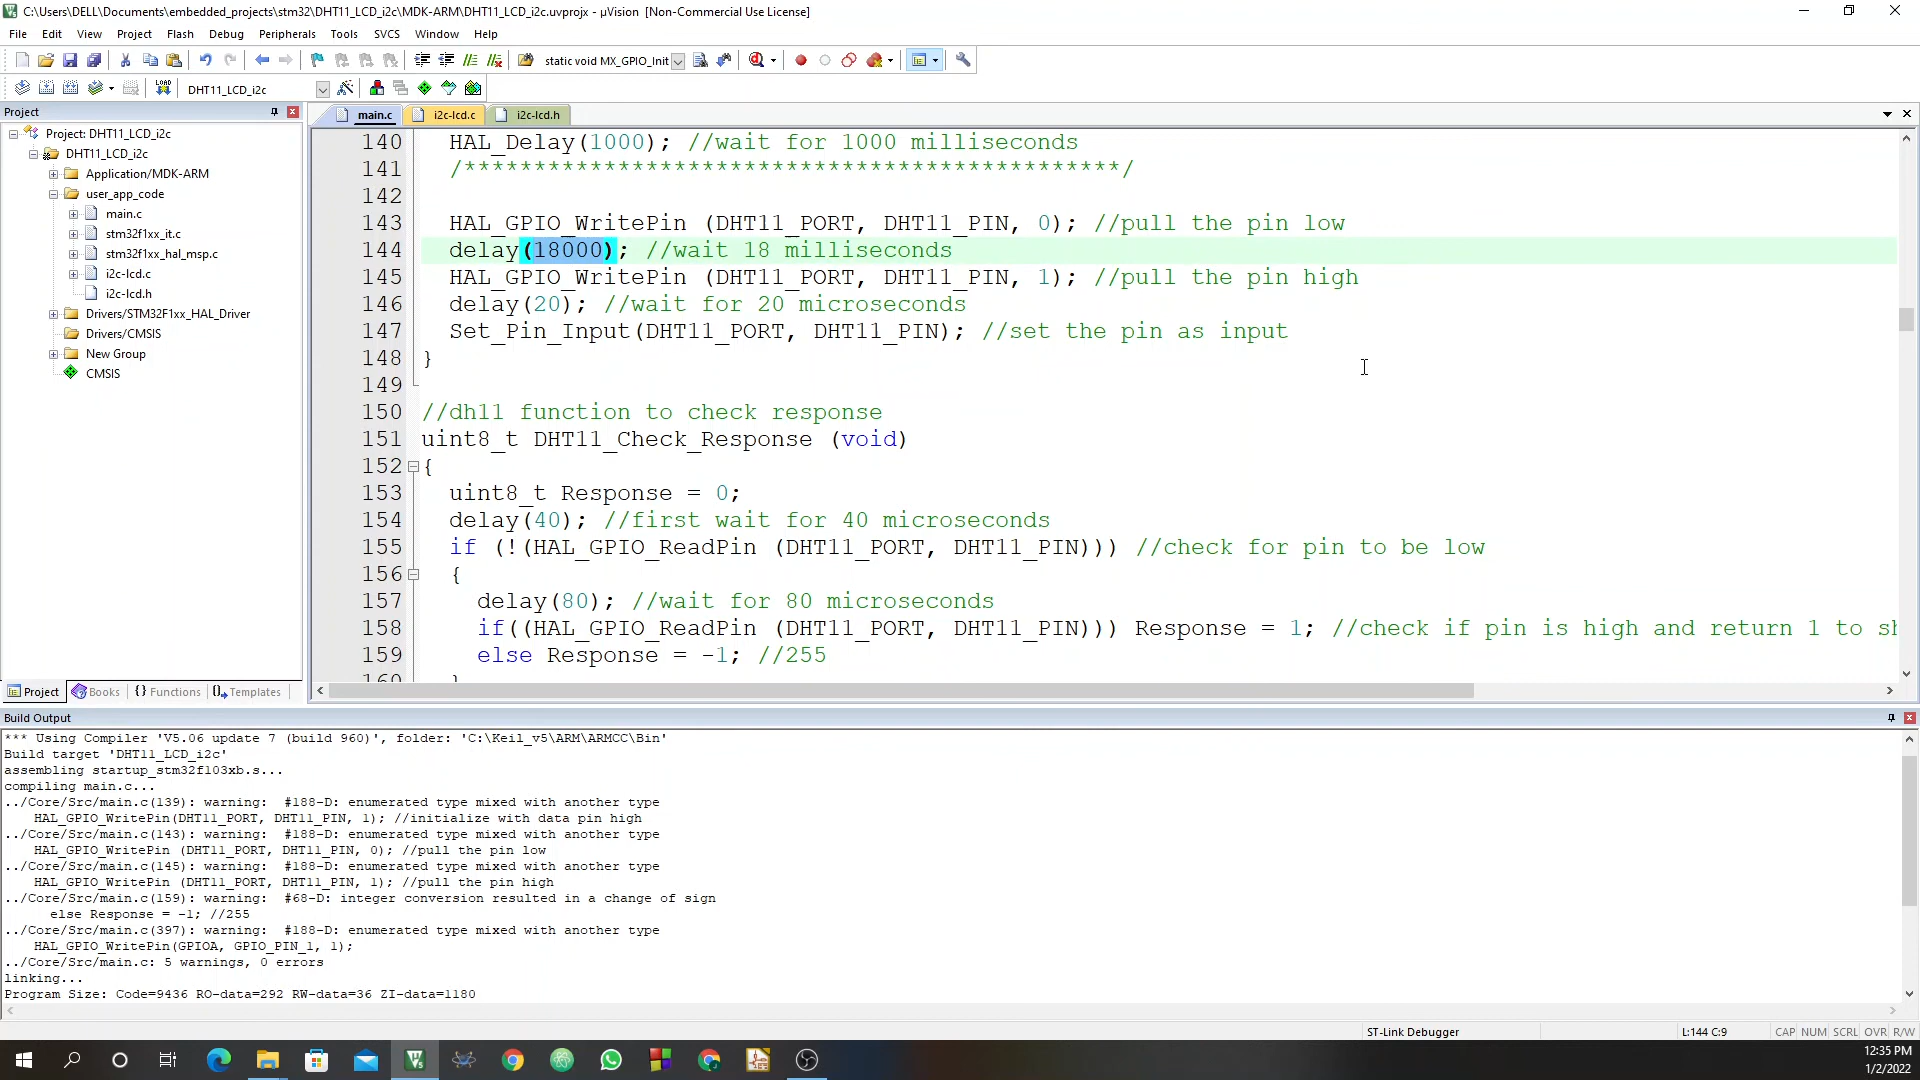 C:\Users\DELL\Documents\embedded_projects\stm32\DHT11_LCD_i2c\MDK-ARM\DHT11_LCD_i2c.uvprojx - µVision  [Non-Commercial Use License]
File Edit View Project Flash Debug Peripherals Tools SVCS Window Help
static void MX_GPIO_Init
LOAD
DHT11_LCD_i2c
Project
main.c i2c-lcd.c i2c-lcd.h
Project: DHT11_LCD_i2c
DHT11_LCD_i2c
Application/MDK-ARM
user_app_code
main.c
stm32f1xx_it.c
stm32f1xx_hal_msp.c
i2c-lcd.c
i2c-lcd.h
Drivers/STM32F1xx_HAL_Driver
Drivers/CMSIS
New Group
CMSIS
140 HAL_Delay(1000); //wait for 1000 milliseconds
141 /***********************************************/
142
143 HAL_GPIO_WritePin (DHT11_PORT, DHT11_PIN, 0); //pull the pin low
144 delay(18000); //wait 18 milliseconds
145 HAL_GPIO_WritePin (DHT11_PORT, DHT11_PIN, 1); //pull the pin high
146 delay(20); //wait for 20 microseconds
147 Set_Pin_Input(DHT11_PORT, DHT11_PIN); //set the pin as input
148 }
149
150 //dh11 function to check response
151 uint8_t DHT11_Check_Response (void)
152 {
153 uint8_t Response = 0;
154 delay(40); //first wait for 40 microseconds
155 if (!(HAL_GPIO_ReadPin (DHT11_PORT, DHT11_PIN))) //check for pin to be low
156 {
157 delay(80); //wait for 80 microseconds
158 if((HAL_GPIO_ReadPin (DHT11_PORT, DHT11_PIN))) Response = 1; //check if pin is high and return 1 to sh
159 else Response = -1; //255
160 }
Project Books {} Functions Templates
Build Output
*** Using Compiler 'V5.06 update 7 (build 960)', folder: 'C:\Keil_v5\ARM\ARMCC\Bin'
Build target 'DHT11_LCD_i2c'
assembling startup_stm32f103xb.s...
compiling main.c...
../Core/Src/main.c(139): warning:  #188-D: enumerated type mixed with another type
HAL_GPIO_WritePin(DHT11_PORT, DHT11_PIN, 1); //initialize with data pin high
../Core/Src/main.c(143): warning:  #188-D: enumerated type mixed with another type
HAL_GPIO_WritePin (DHT11_PORT, DHT11_PIN, 0); //pull the pin low
../Core/Src/main.c(145): warning:  #188-D: enumerated type mixed with another type
HAL_GPIO_WritePin (DHT11_PORT, DHT11_PIN, 1); //pull the pin high
../Core/Src/main.c(159): warning:  #68-D: integer conversion resulted in a change of sign
else Response = -1; //255
../Core/Src/main.c(397): warning:  #188-D: enumerated type mixed with another type
HAL_GPIO_WritePin(GPIOA, GPIO_PIN_1, 1);
../Core/Src/main.c: 5 warnings, 0 errors
linking...
Program Size: Code=9436 RO-data=292 RW-data=36 ZI-data=1180
ST-Link Debugger L:144 C:9 CAP NUM SCRL OVR R/W
12:35 PM
1/2/2022